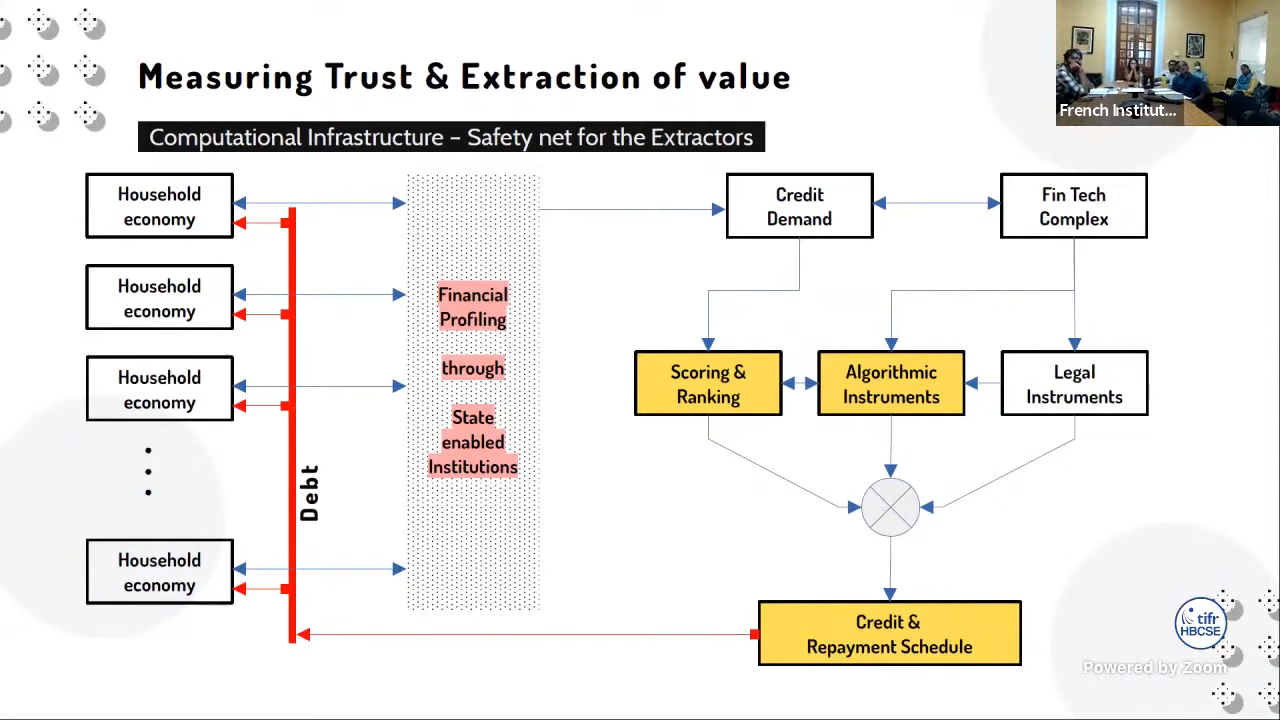 Measuring Trust & Extraction of value
French Institut...
Computational Infrastructure – Safety net for the Extractors
Household
economy
Household
economy
Household
economy
Household
economy
Debt
Financial
Profiling
through
State
enabled
Institutions
Credit
Demand
Fin Tech
Complex
Scoring &
Ranking
Algorithmic
Instruments
Legal
Instruments
Credit &
Repayment Schedule
tifr
HBCSE
Powered by Zoom